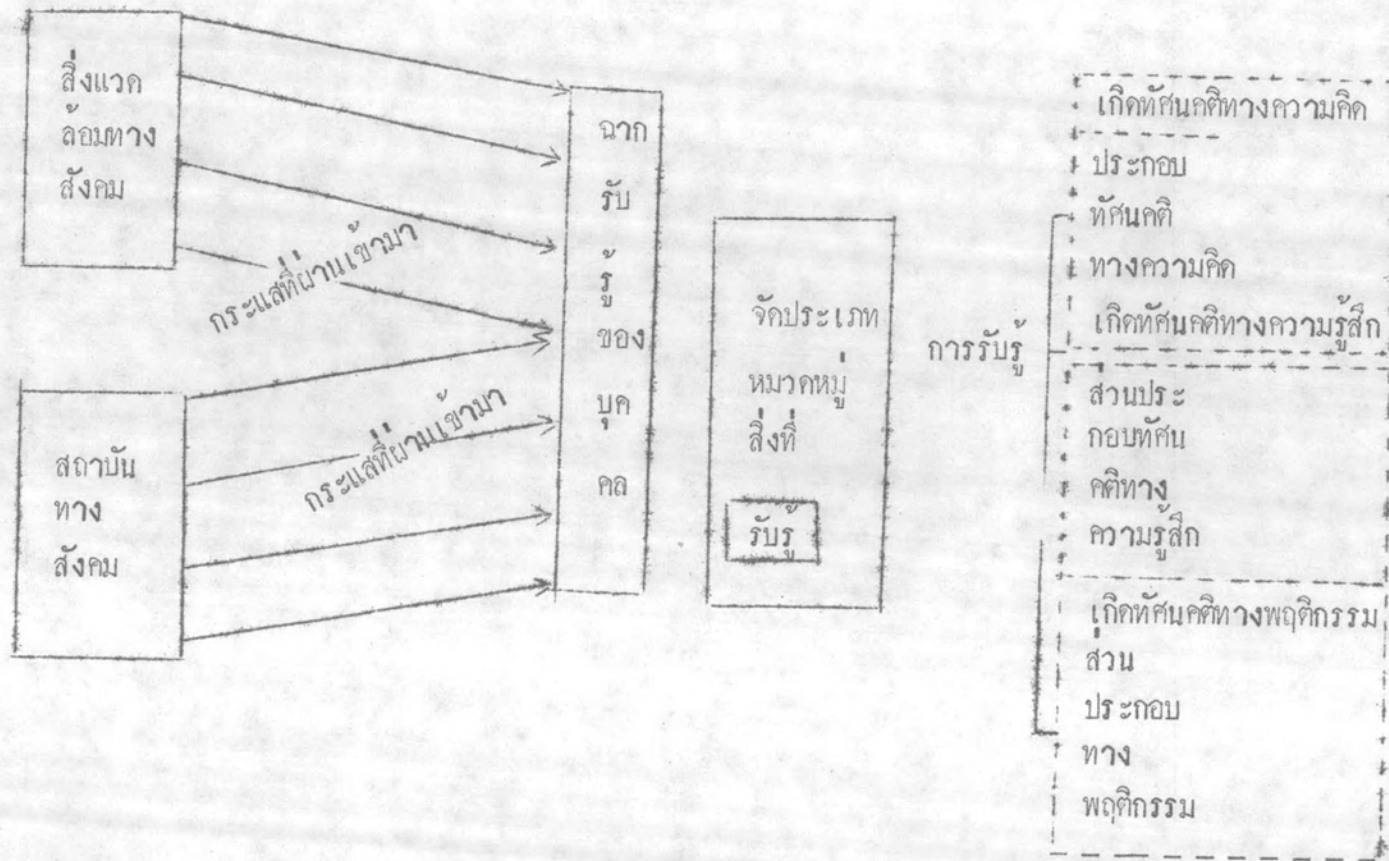 สิ่งแวด
ล้อมทาง
สังคม
กระแสที่ผ่านเข้ามา
สถาบัน
ทาง
สังคม
กระแสที่ผ่านเข้ามา
ฉาก
รับ
รู้
ของ
บุ
คล
จัดประเภท
หมวดหมู่
สิ่งที่
รับรู้
การรับรู้
เกิดทัศนคติทางความคิด
ประกอบ
ทัศนคติ
ทางความคิด
เกิดทัศนคติทางความรู้สึก
ส่วนประ
กอบทัศน
คติทาง
ความรู้สึก
เกิดทัศนคติทางพฤติกรรม
ส่วน
ประกอบ
ทาง
พฤติกรรม